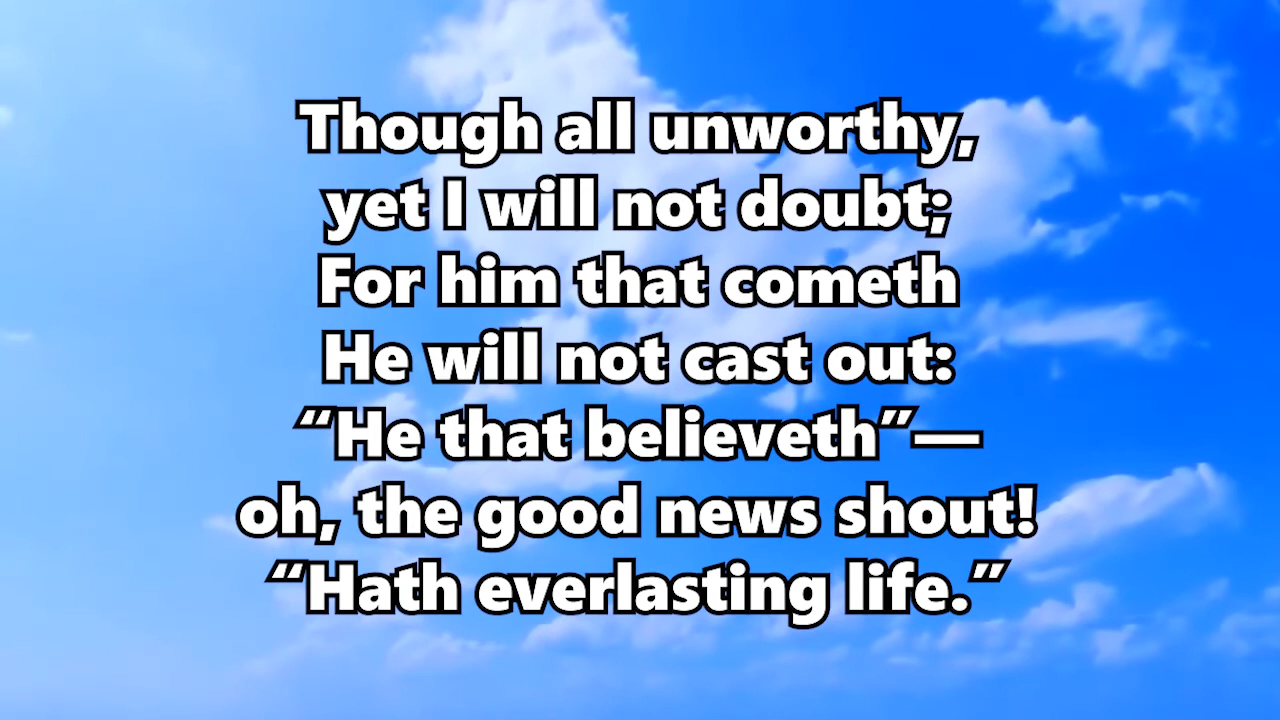 Though all unworthy,
yet I will not doubt;
For him that cometh
He will not cast out:
“He that believeth”—
oh, the good news shout!
“Hath everlasting life.”